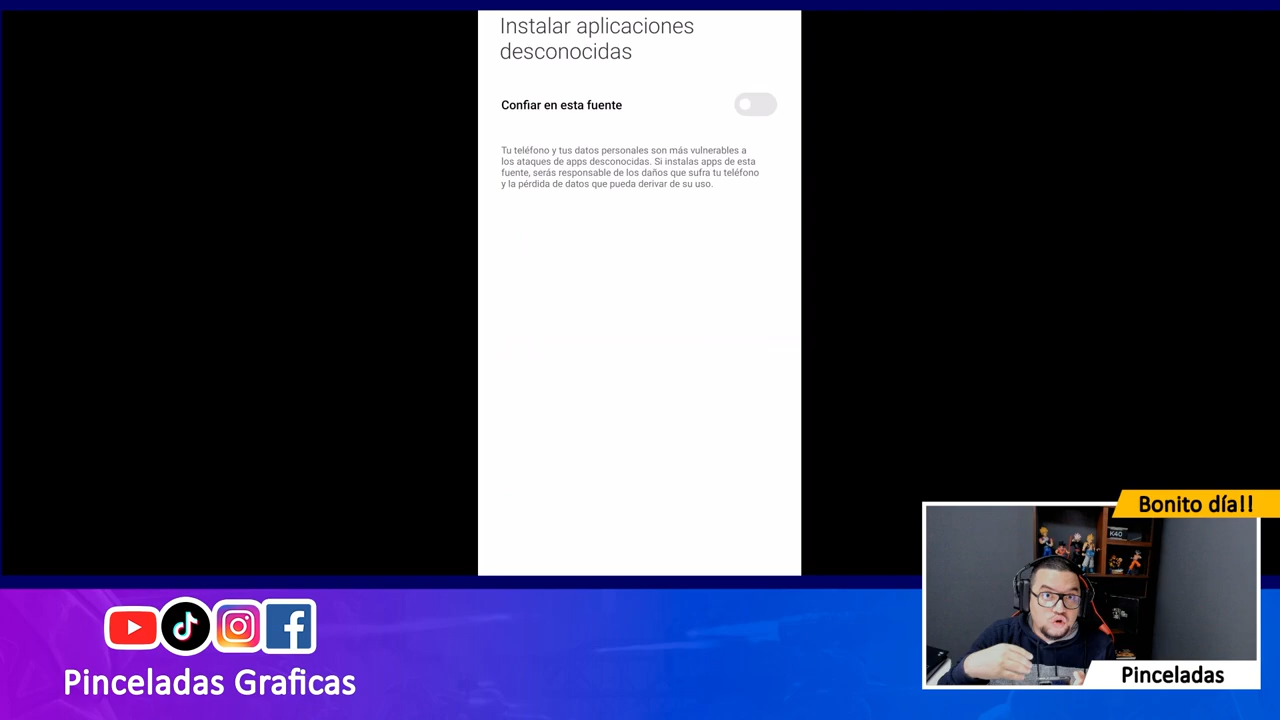 Instalar aplicaciones
desconocidas
Confiar en esta fuente
Tu teléfono y tus datos personales son más vulnerables a
los ataques de apps desconocidas. Si instalas apps de esta
fuente, serás responsable de los daños que sufra tu teléfono
y la pérdida de datos que pueda derivar de su uso.
Bonito día!!
K40
Pinceladas
Pinceladas Graficas